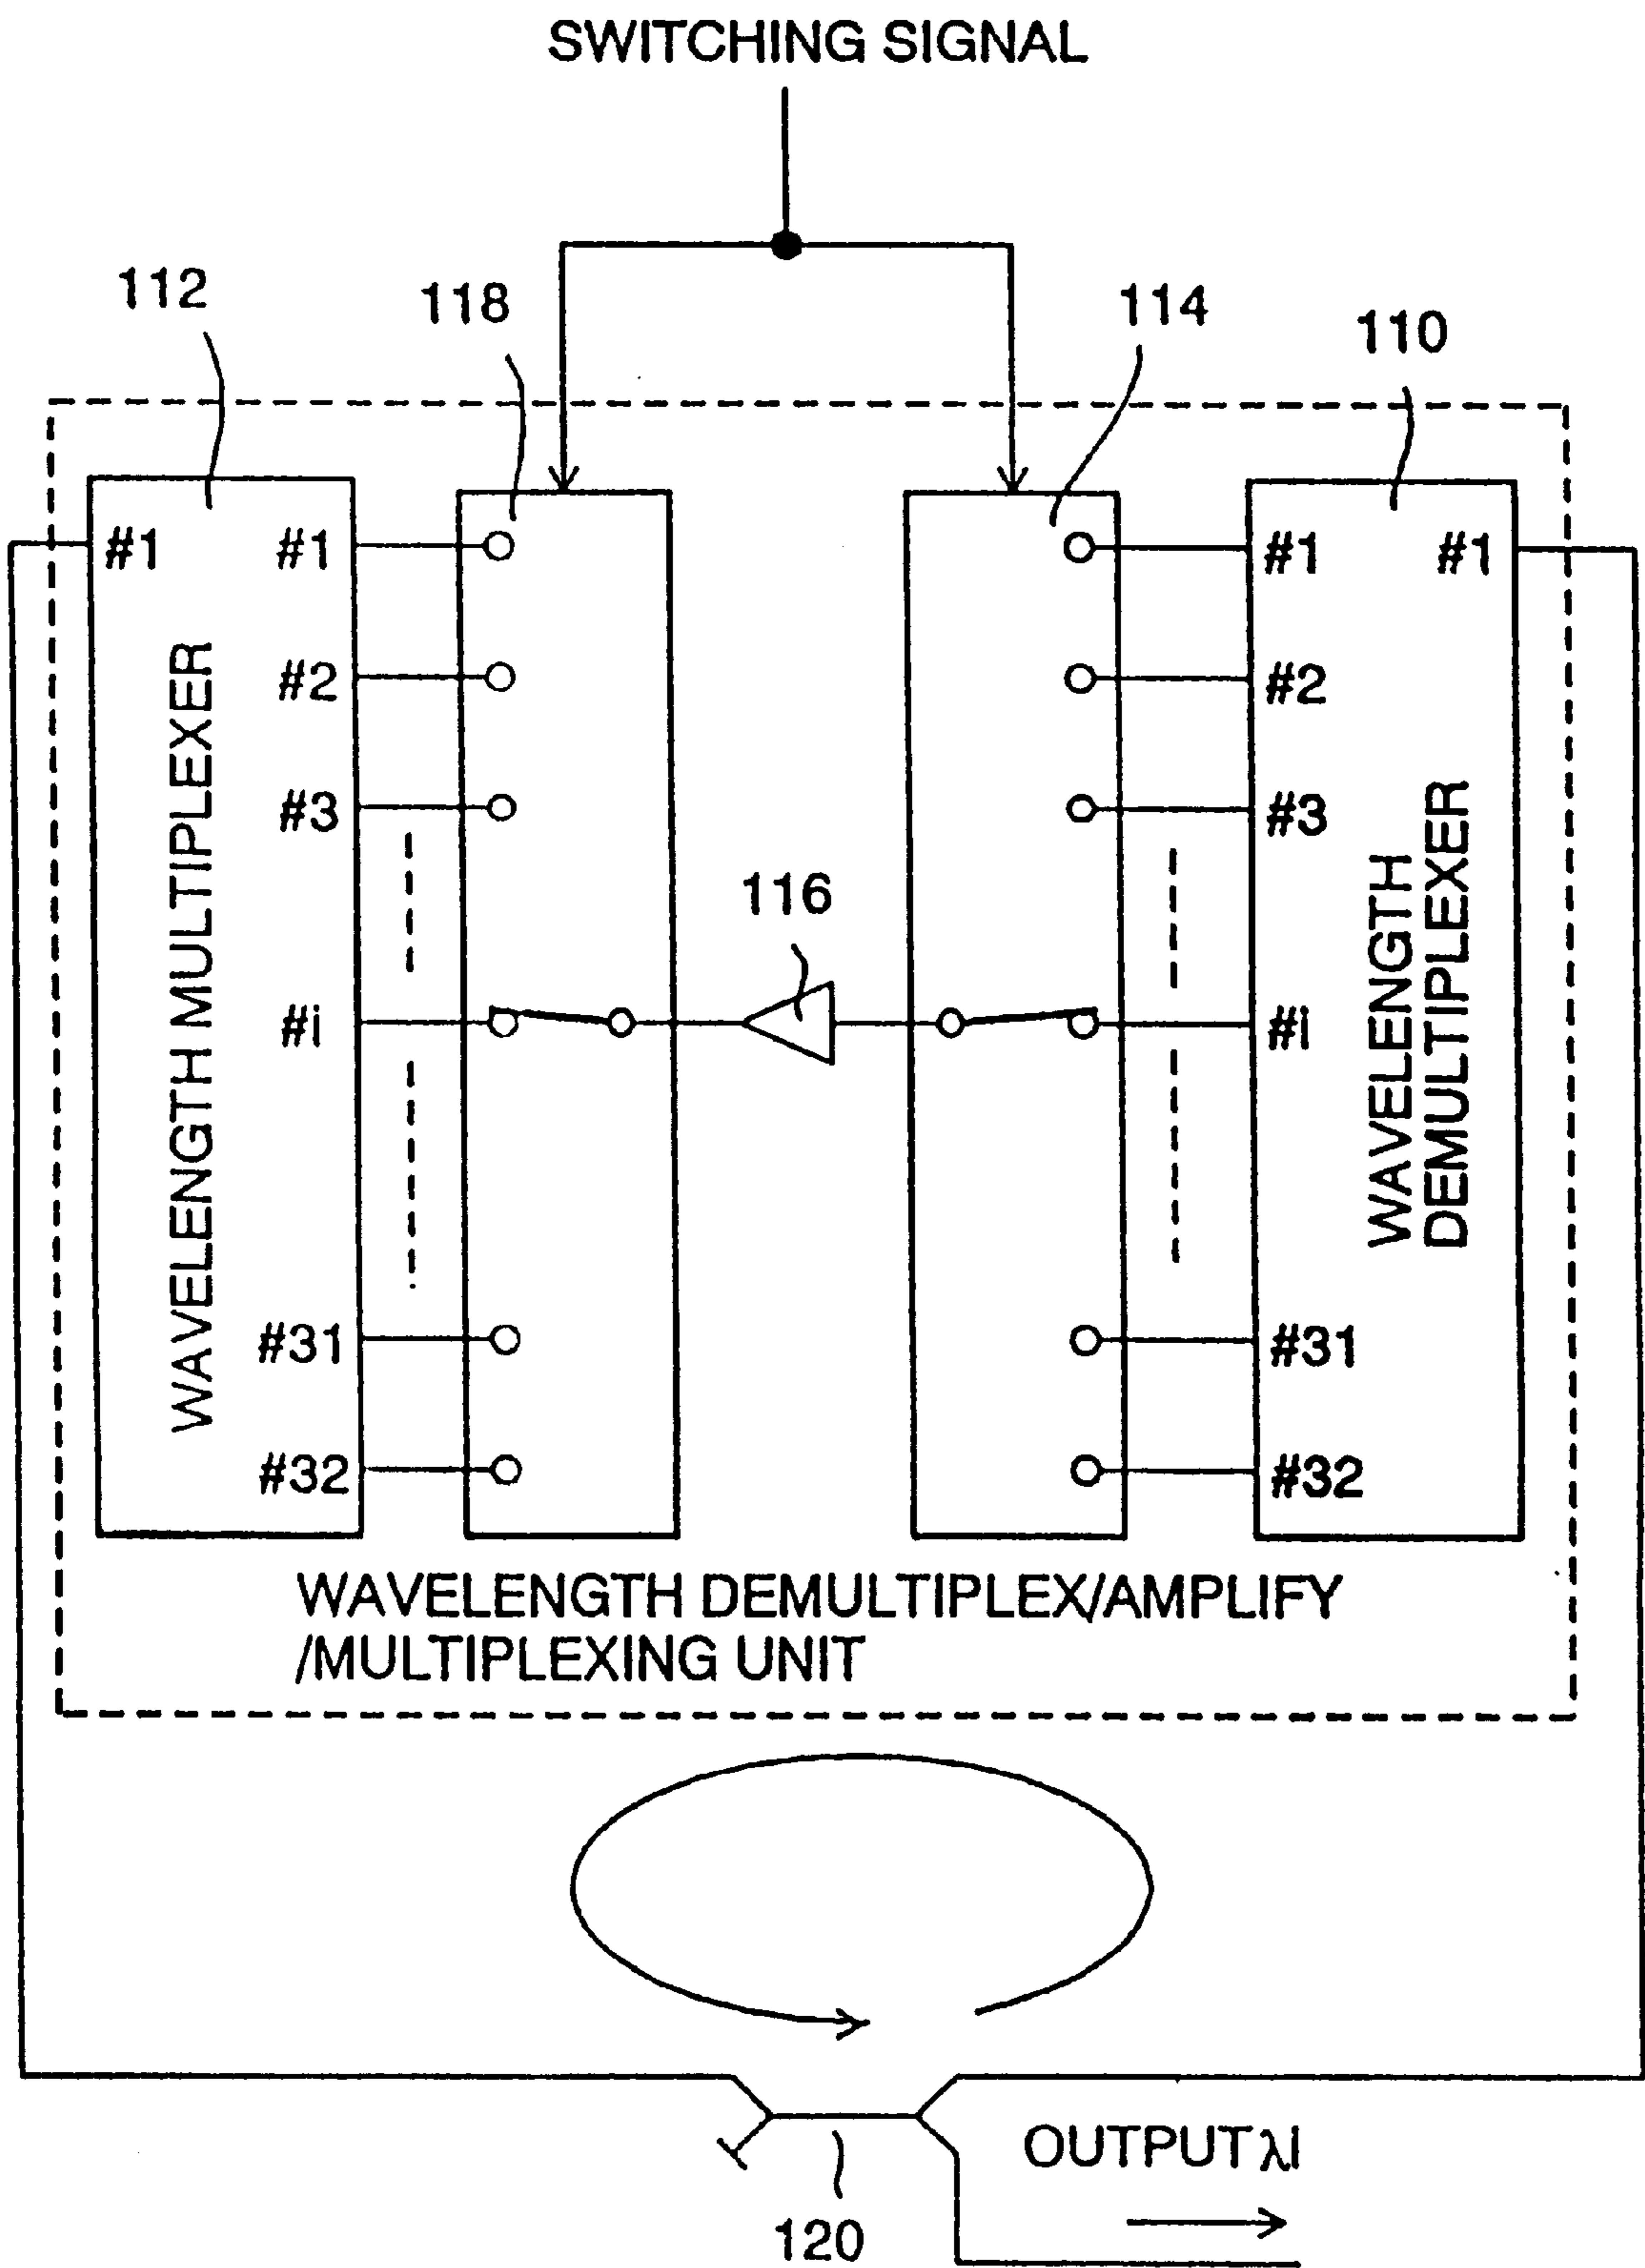 SWITCHING SIGNAL
112
118
114
110
#1
#1
#1
#1
#2
#2
#3
#3
116
#i
#i
#31
#31
#32
#32
WAVELENGTH MULTIPLEXER
WAVELENGTH
DEMULTIPLEXER
WAVELENGTH DEMULTIPLEX/AMPLIFY
/MULTIPLEXING UNIT
OUTPUT λI
120